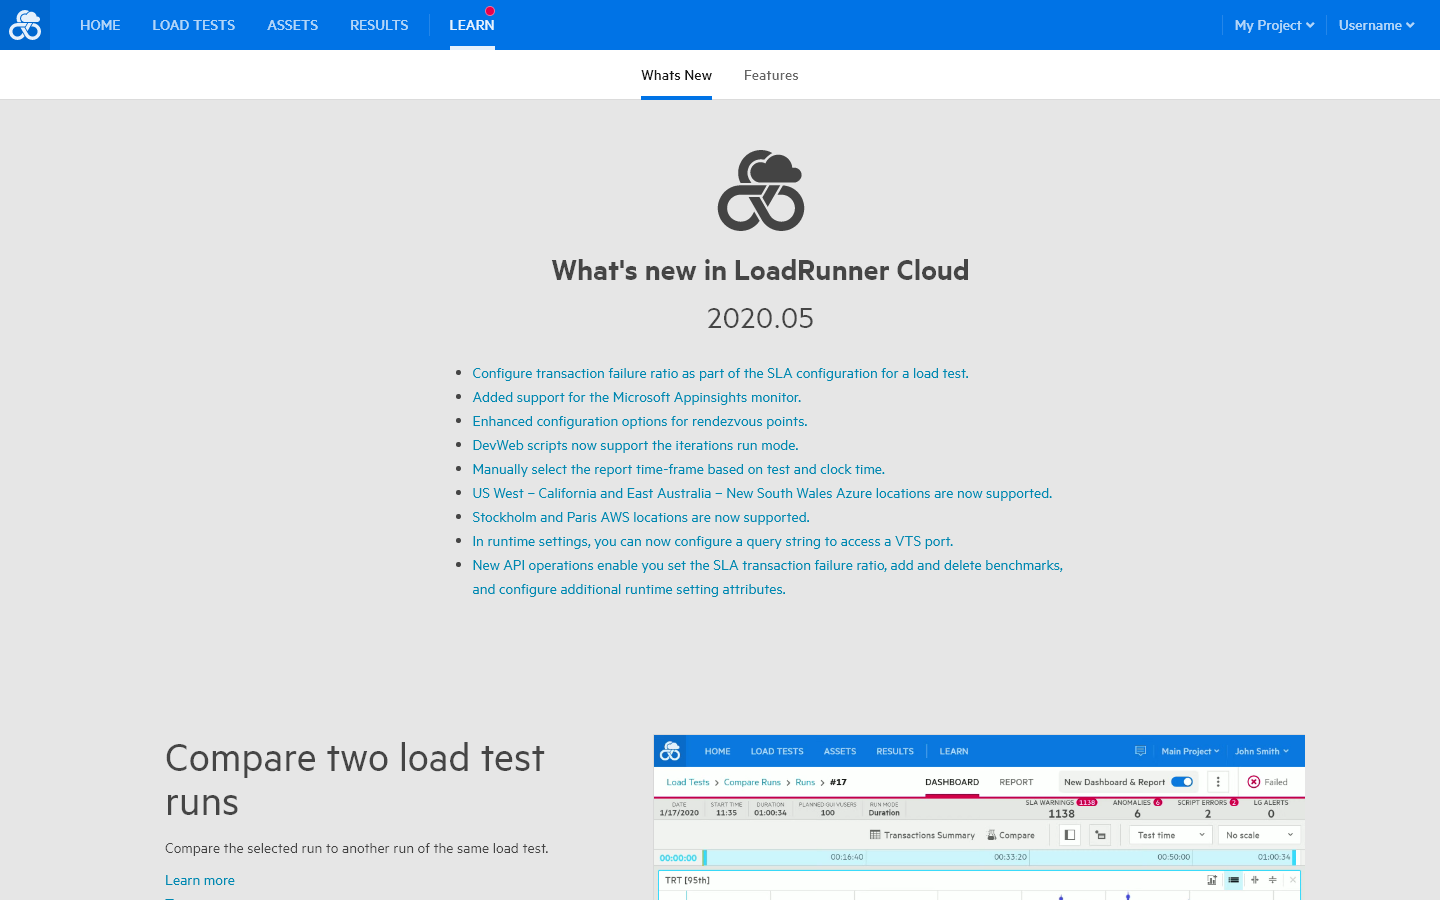 HOME LOAD TESTS ASSETS RESULTS LEARN My Project Username
Whats New Features
What's new in LoadRunner Cloud
2020.05
Configure transaction failure ratio as part of the SLA configuration for a load test.
Added support for the Microsoft Appinsights monitor.
Enhanced configuration options for rendezvous points.
DevWeb scripts now support the iterations run mode.
Manually select the report time-frame based on test and clock time.
US West – California and East Australia – New South Wales Azure locations are now supported.
Stockholm and Paris AWS locations are now supported.
In runtime settings, you can now configure a query string to access a VTS port.
New API operations enable you set the SLA transaction failure ratio, add and delete benchmarks,
and configure additional runtime setting attributes.
Compare two load test
runs
Compare the selected run to another run of the same load test.
Learn more
HOME LOAD TESTS ASSETS RESULTS LEARN Main Project John Smith
Load Tests > Compare Runs > Runs > #17 DASHBOARD REPORT New Dashboard & Report Failed
DATE START TIME DURATION PLANNED GUI VUSERS RUN MODE SLA WARNINGS 1138 ANOMALIES 6 SCRIPT ERRORS 2 LG ALERTS
1/17/2020 11:35 01:00:34 100 Duration 1138 6 2 0
Transactions Summary Compare Test time No scale
00:00:00 00:16:40 00:33:20 00:50:00 01:00:34
TRT [95th]